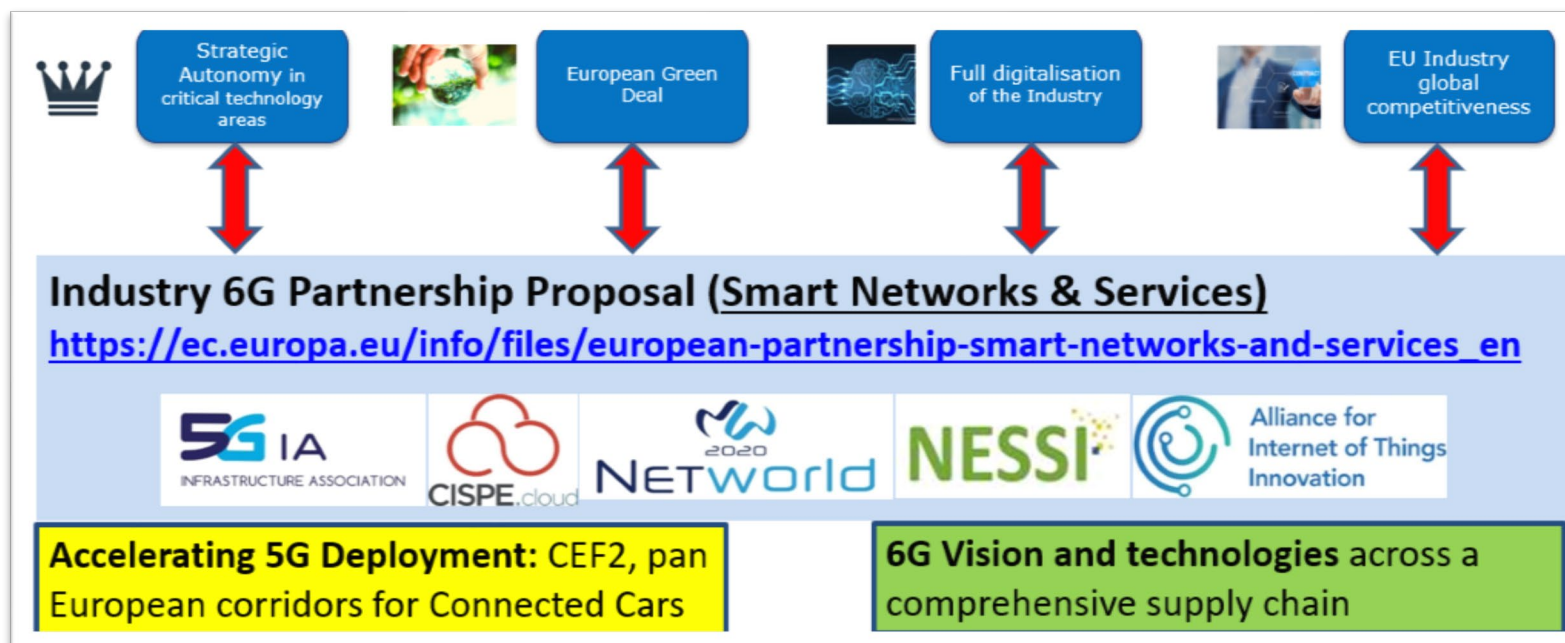 Strategic
Autonomy in
critical technology
areas
European Green
Deal
Full digitalisation
of the Industry
CONTRACT
EU Industry
global
competitiveness
Industry 6G Partnership Proposal (Smart Networks & Services)
https://ec.europa.eu/info/files/european-partnership-smart-networks-and-services_en
5G IA
INFRASTRUCTURE ASSOCIATION
CISPE.cloud
2020
NETWorld
NESSI
Alliance for
Internet of Things
Innovation
Accelerating 5G Deployment: CEF2, pan
European corridors for Connected Cars
6G Vision and technologies across a
comprehensive supply chain